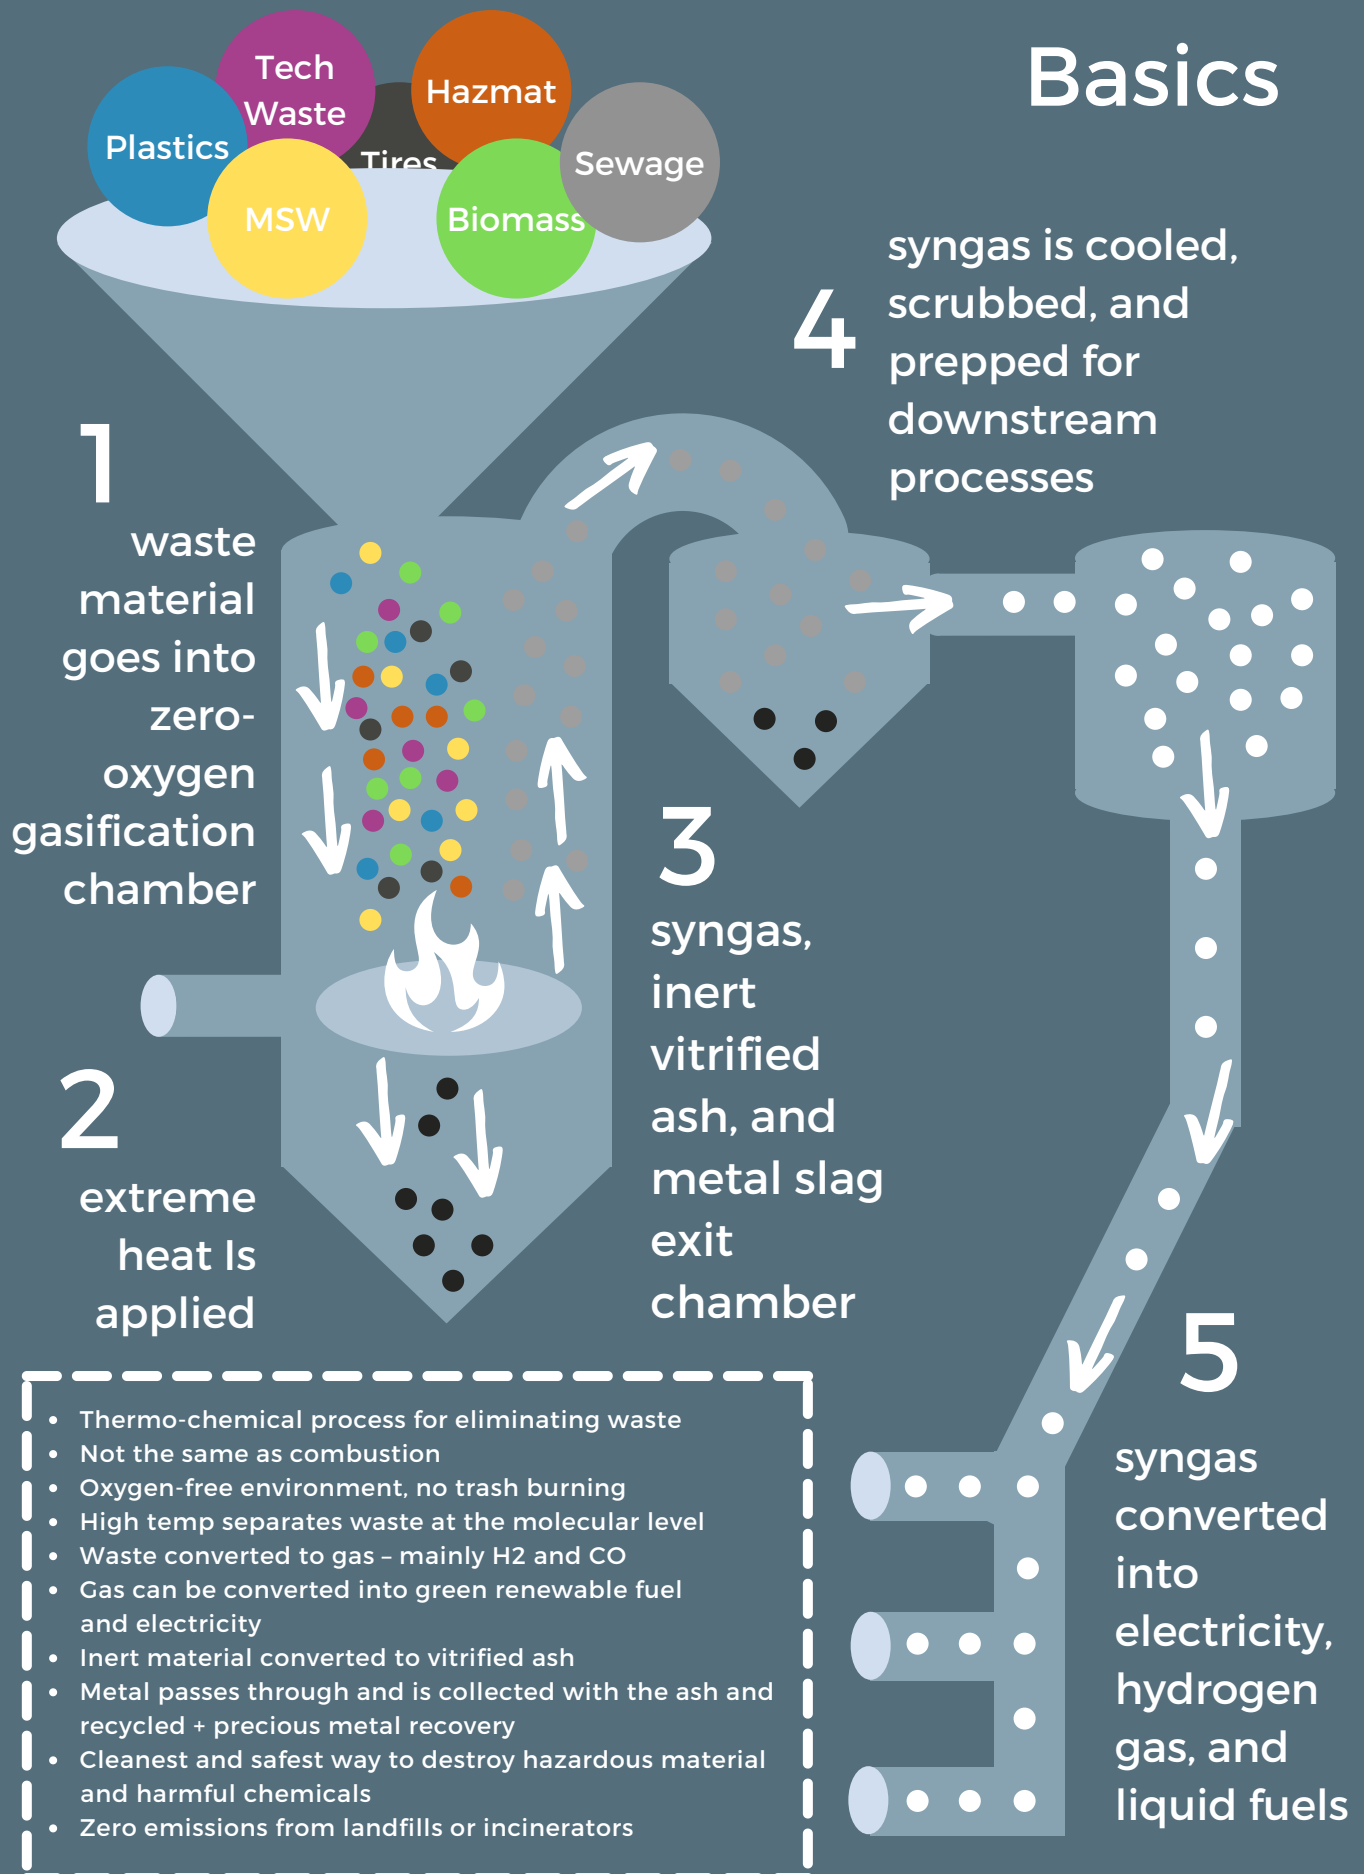 Basics
Tech
Waste
Hazmat
Plastics
Tires
Sewage
MSW
Biomass
1
waste
material
goes into
zero-
oxygen
gasification
chamber
2
extreme
heat Is
applied
3
syngas,
inert
vitrified
ash, and
metal slag
exit
chamber
4
syngas is cooled,
scrubbed, and
prepped for
downstream
processes
5
syngas
converted
into
electricity,
hydrogen
gas, and
liquid fuels
• Thermo-chemical process for eliminating waste
• Not the same as combustion
• Oxygen-free environment, no trash burning
• High temp separates waste at the molecular level
• Waste converted to gas – mainly H2 and CO
• Gas can be converted into green renewable fuel
and electricity
• Inert material converted to vitrified ash
• Metal passes through and is collected with the ash and
recycled + precious metal recovery
• Cleanest and safest way to destroy hazardous material
and harmful chemicals
• Zero emissions from landfills or incinerators